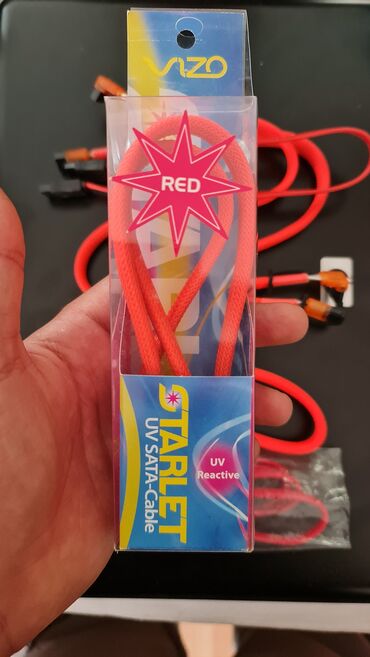 VIZO
RED
STARLET
UV SATA-Cable
UV
Reactive